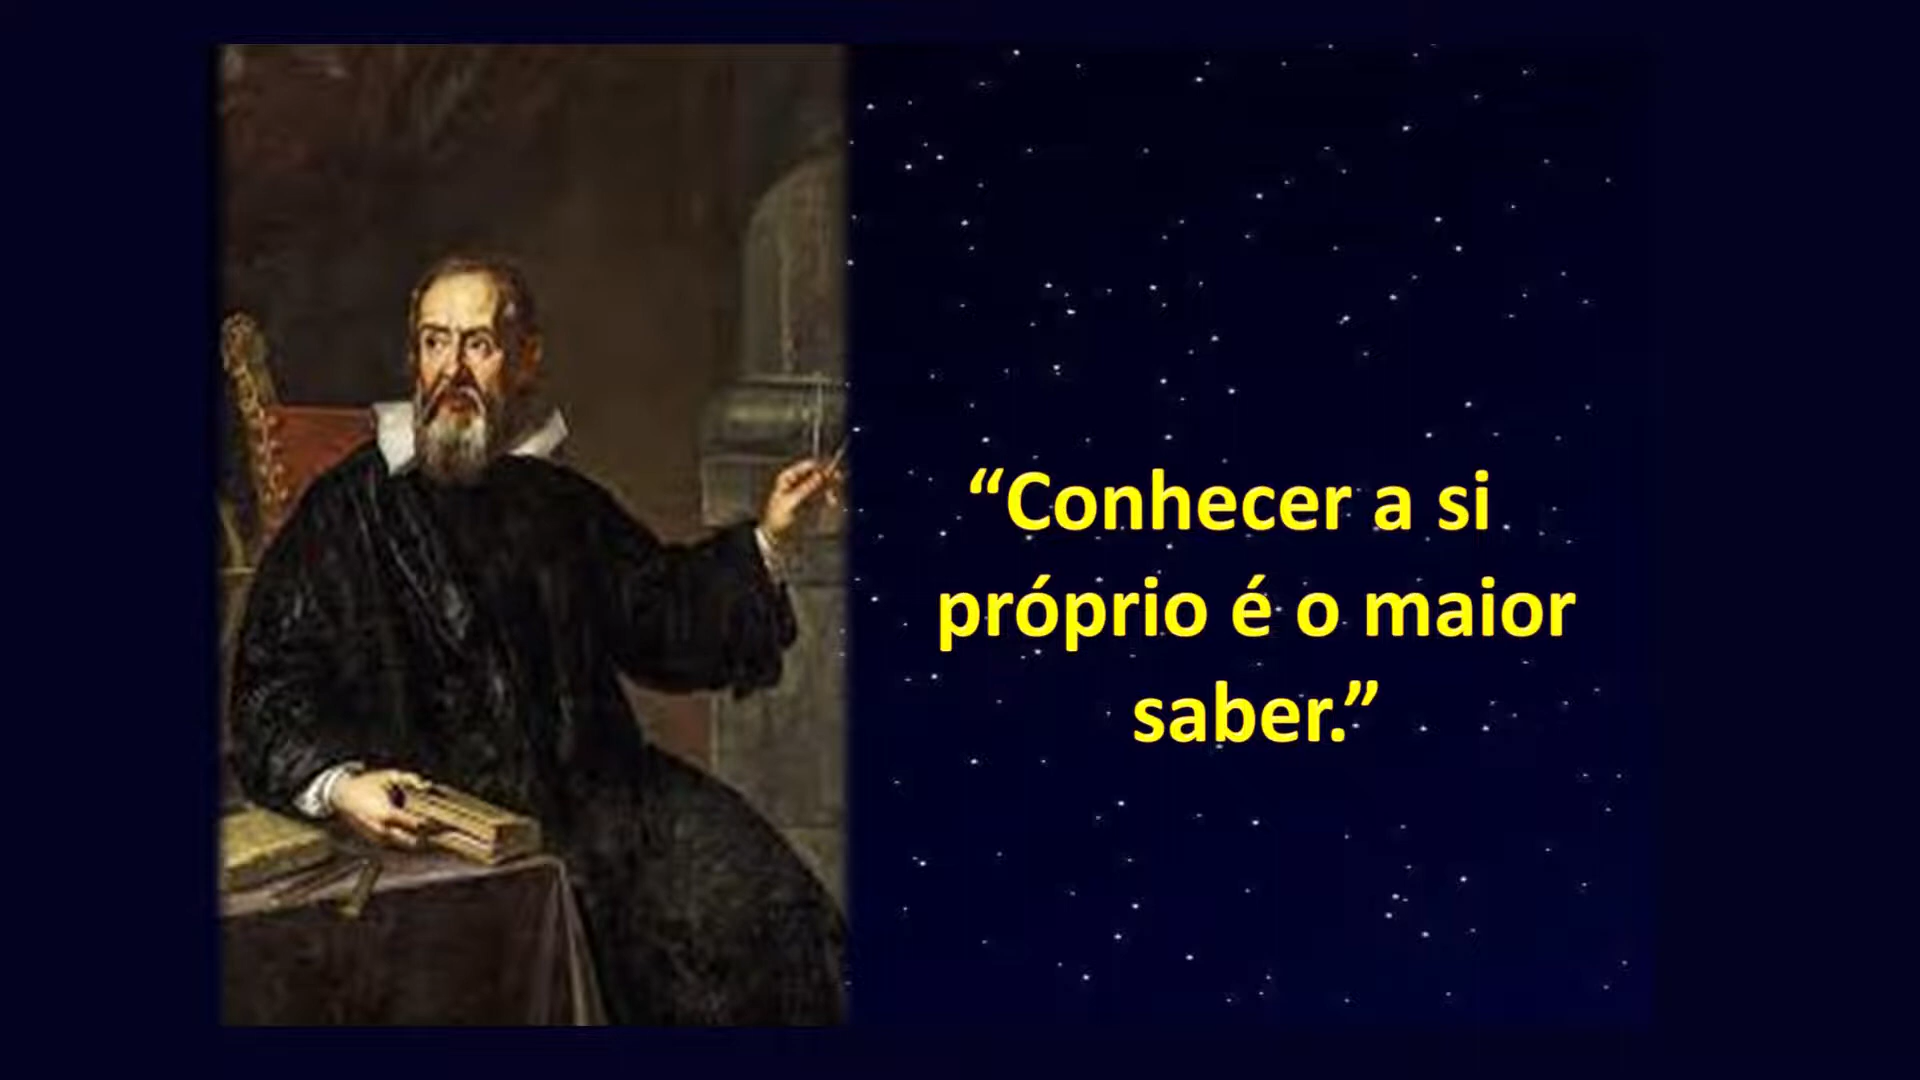 “Conhecer a si
próprio é o maior
saber.”